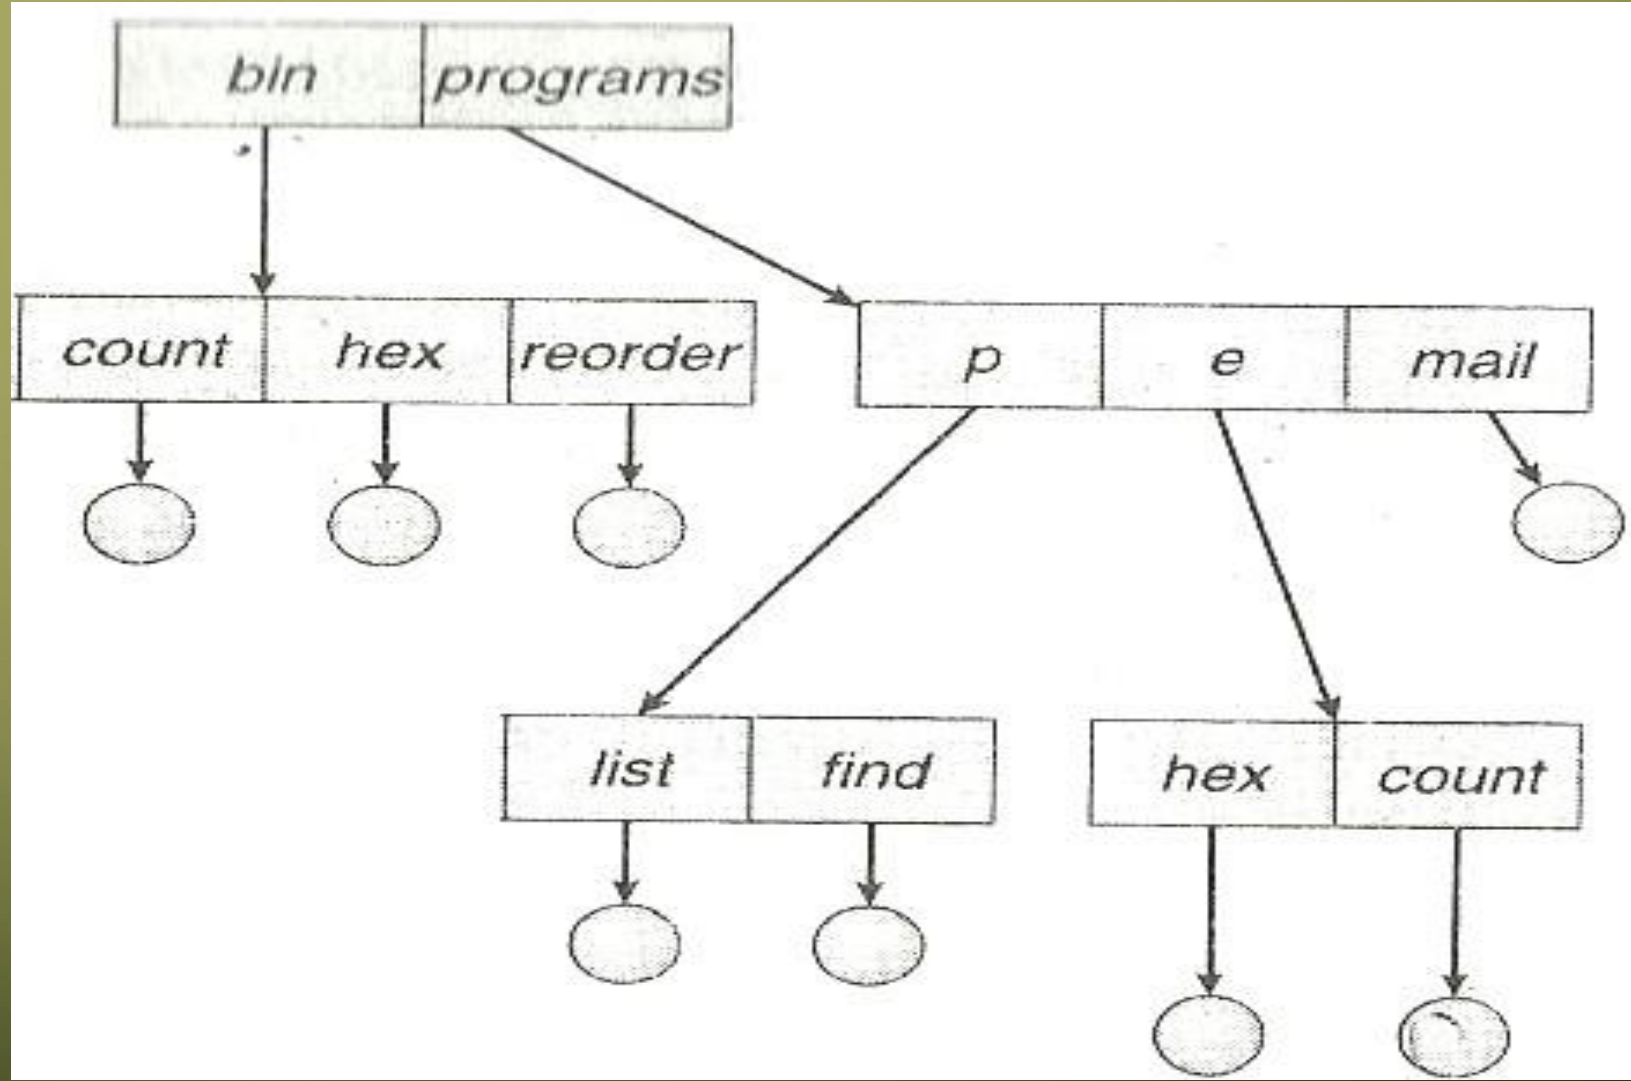 bin programs
count hex reorder
p e mail
list find
hex count